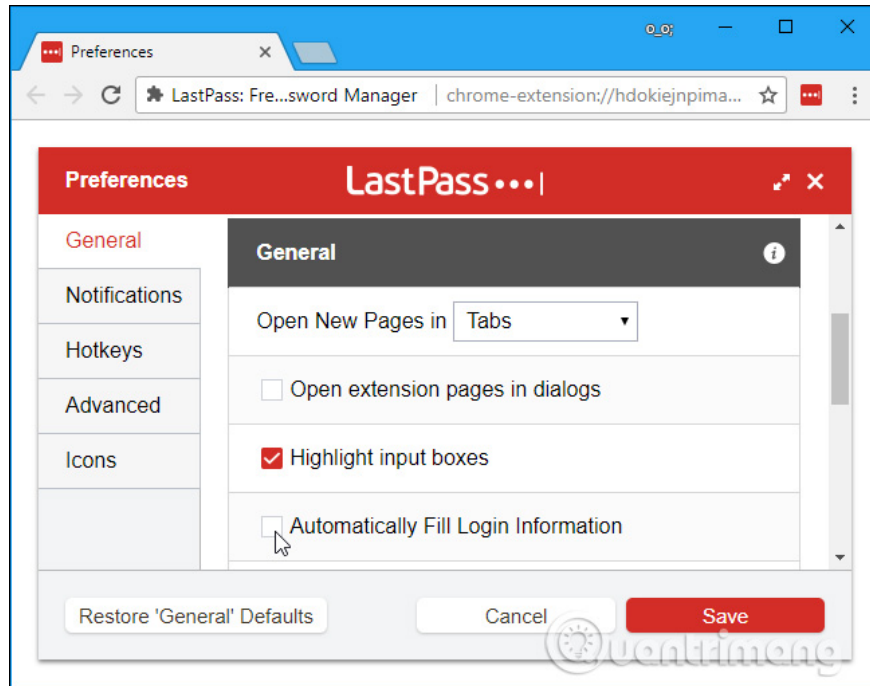 o_o;
Preferences
LastPass: Fre...sword Manager | chrome-extension://hdokiejnpima...
Preferences
LastPass •••|
General
Notifications
Hotkeys
Advanced
Icons
General
Open New Pages in Tabs
Open extension pages in dialogs
Highlight input boxes
Automatically Fill Login Information
Restore 'General' Defaults
Cancel
Save
Quantrimang